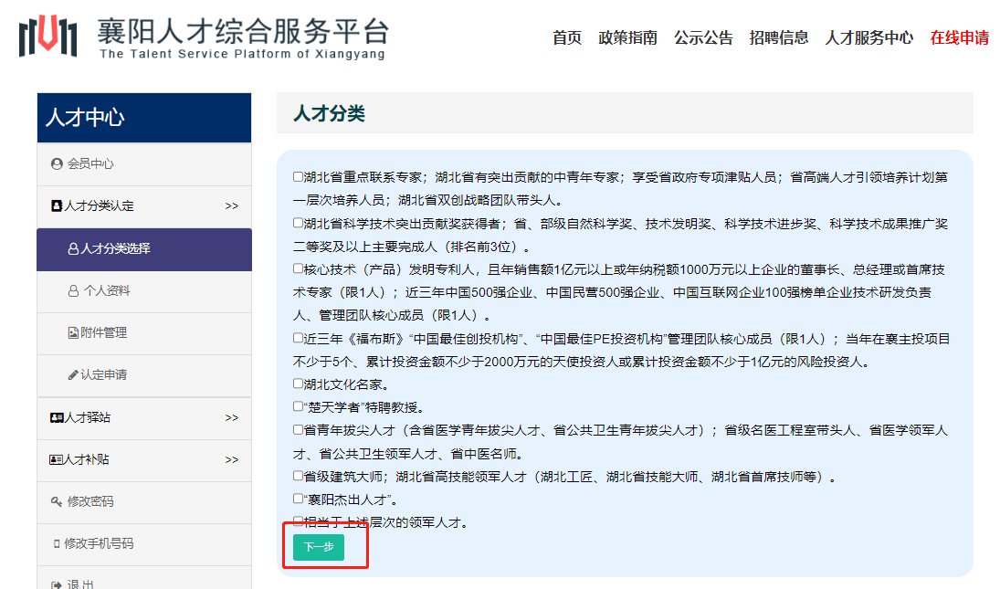 襄阳人才综合服务平台
The Talent Service Platform of Xiangyang
首页 政策指南 公示公告 招聘信息 人才服务中心 在线申请
人才中心
会员中心
人才分类认定 >>
人才分类选择
个人资料
附件管理
认定申请
人才驿站 >>
人才补贴 >>
修改密码
修改手机号码
退 出
人才分类
湖北省重点联系专家；湖北省有突出贡献的中青年专家；享受省政府专项津贴人员；省高端人才引领培养计划第
一层次培养人员；湖北省双创战略团队带头人。
湖北省科学技术突出贡献奖获得者；省、部级自然科学奖、技术发明奖、科学技术进步奖、科学技术成果推广奖
二等奖及以上主要完成人（排名前3位）。
核心技术（产品）发明专利人，且年销售额1亿元以上或年纳税额1000万元以上企业的董事长、总经理或首席技
术专家（限1人）；近三年中国500强企业、中国民营500强企业、中国互联网企业100强榜单企业技术研发负责
人、管理团队核心成员（限1人）。
近三年《福布斯》“中国最佳创投机构”、“中国最佳PE投资机构”管理团队核心成员（限1人）；当年在襄主投项目
不少于5个、累计投资金额不少于2000万元的天使投资人或累计投资金额不少于1亿元的风险投资人。
湖北文化名家。
“楚天学者”特聘教授。
省青年拔尖人才（含省医学青年拔尖人才、省公共卫生青年拔尖人才）；省级名医工程室带头人、省医学领军人
才、省公共卫生领军人才、省中医名师。
省级建筑大师；湖北省高技能领军人才（湖北工匠、湖北省技能大师、湖北省首席技师等）。
“襄阳杰出人才”。
相当于上述层次的领军人才。
下一步